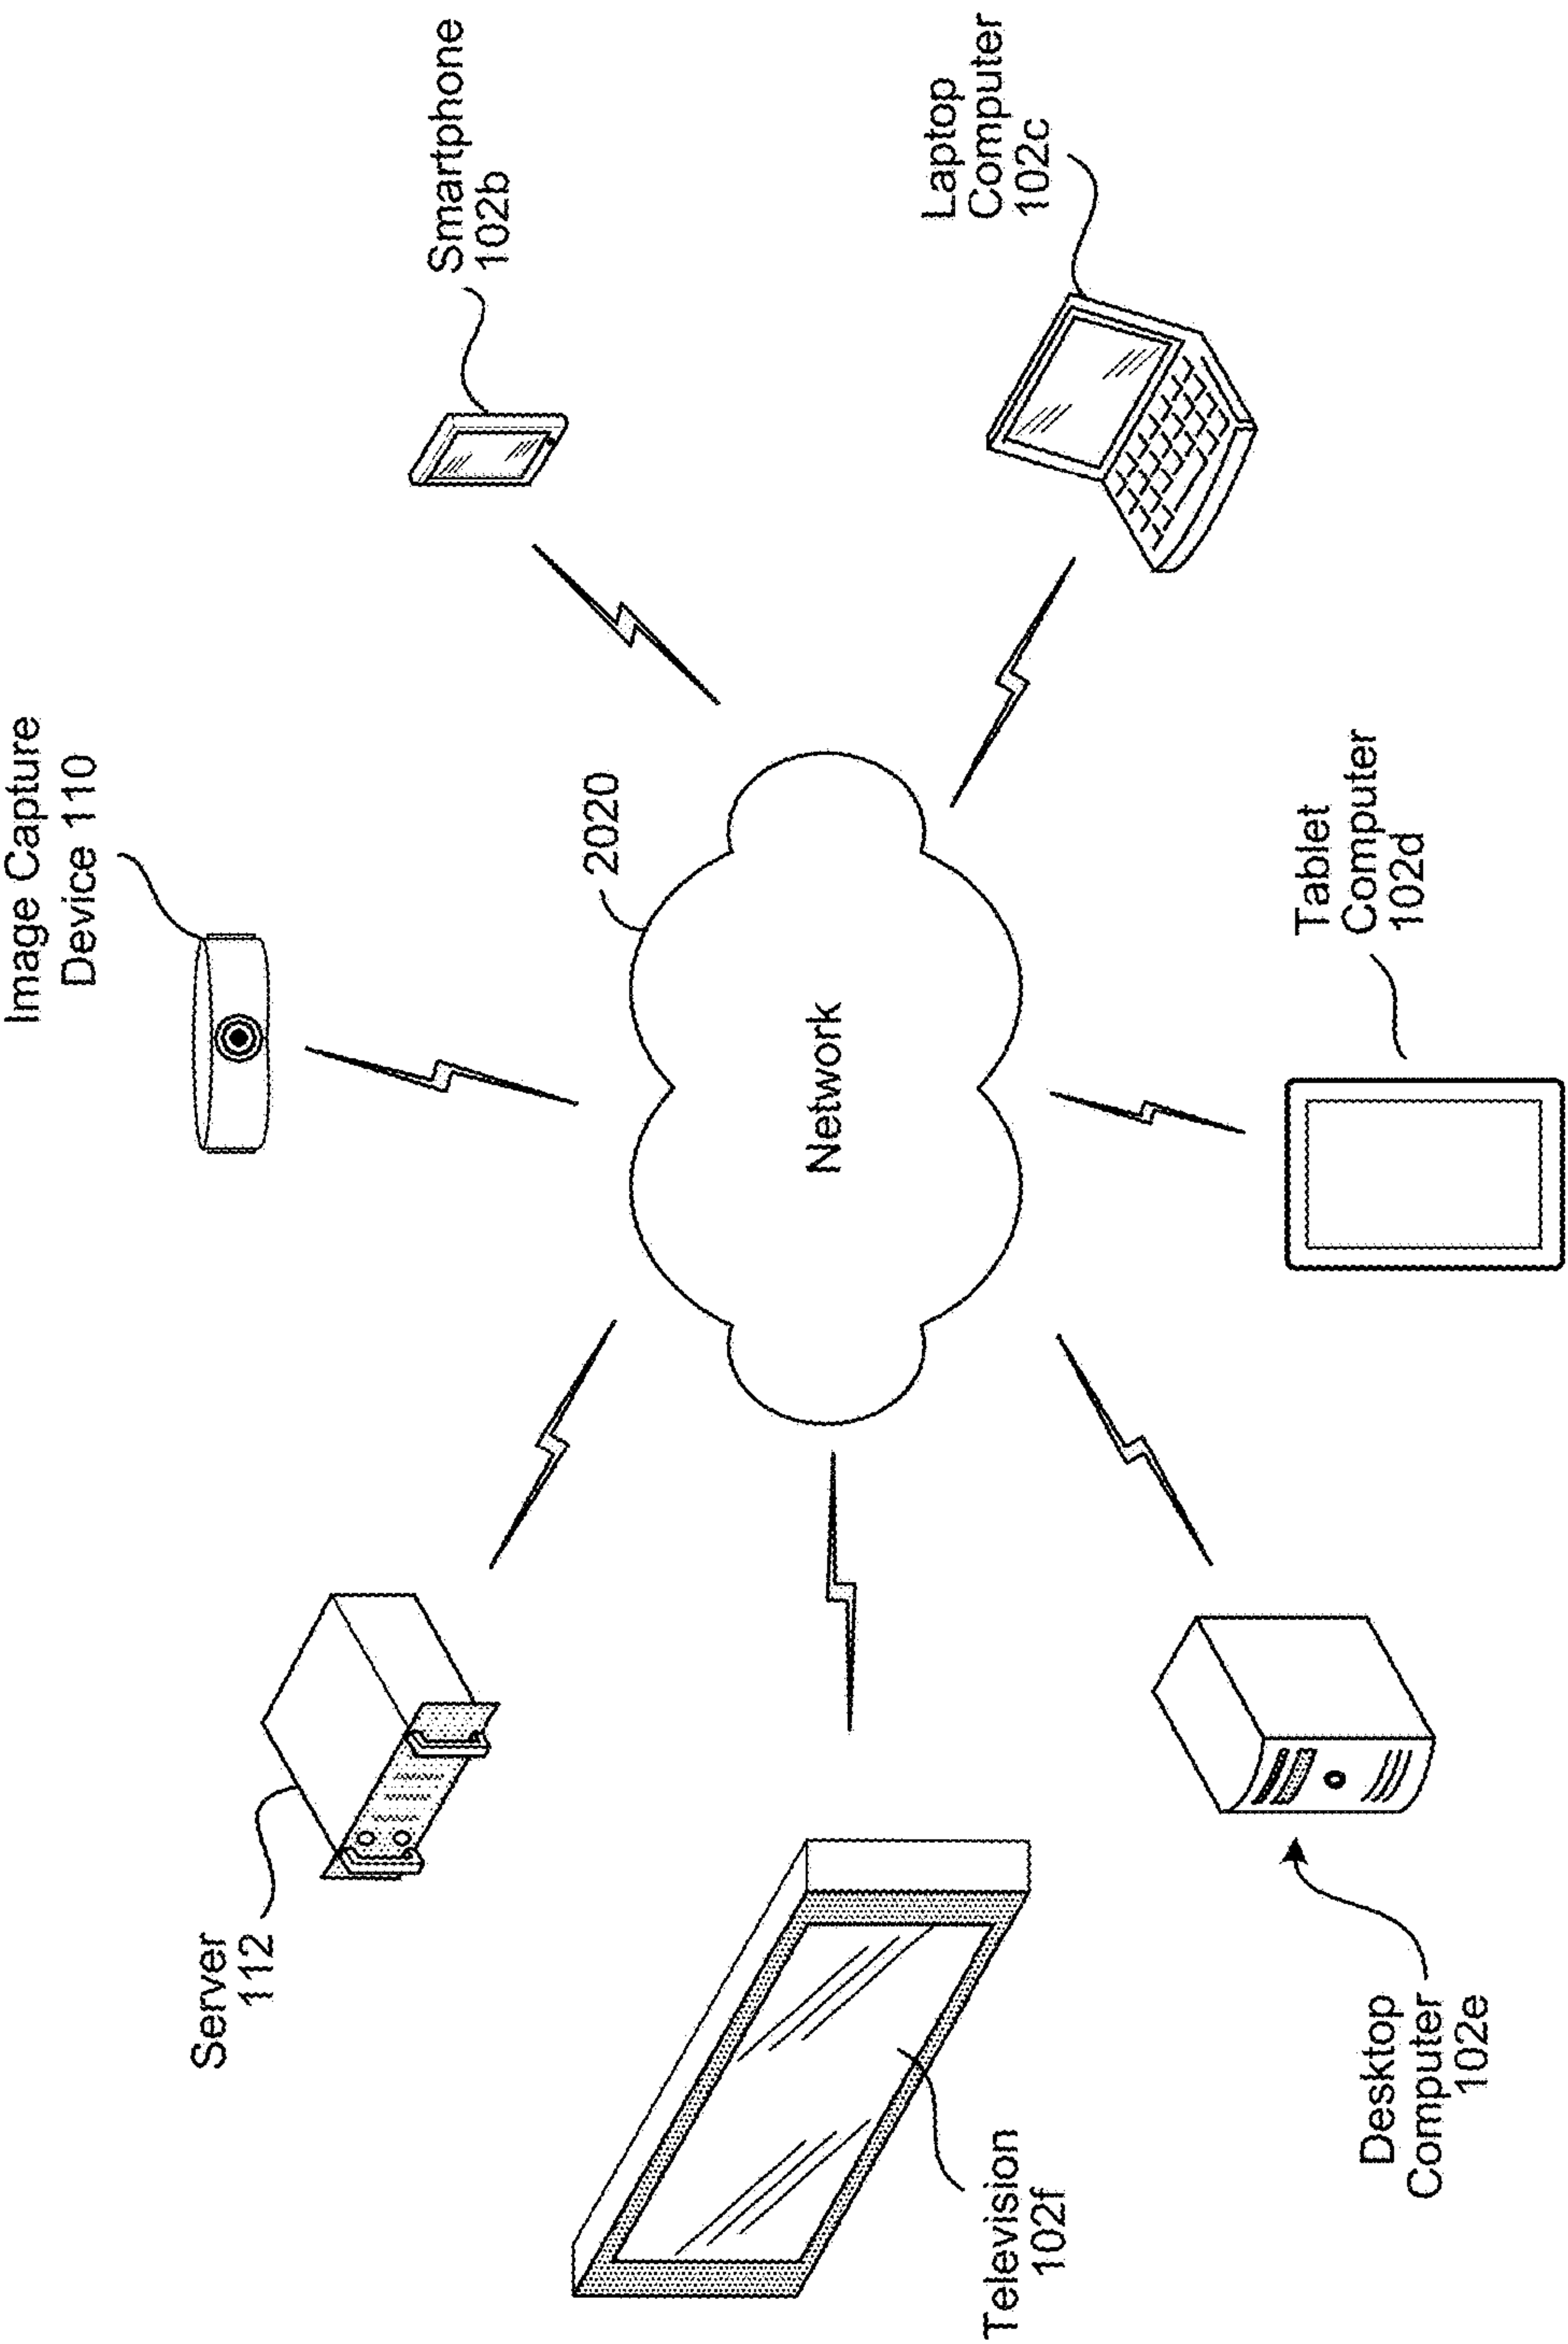 Image Capture
Device 110
Smartphone
102b
Server
112
2020
Network
Laptop
Computer
102c
Television
102f
Tablet
Computer
102d
Desktop
Computer
102e